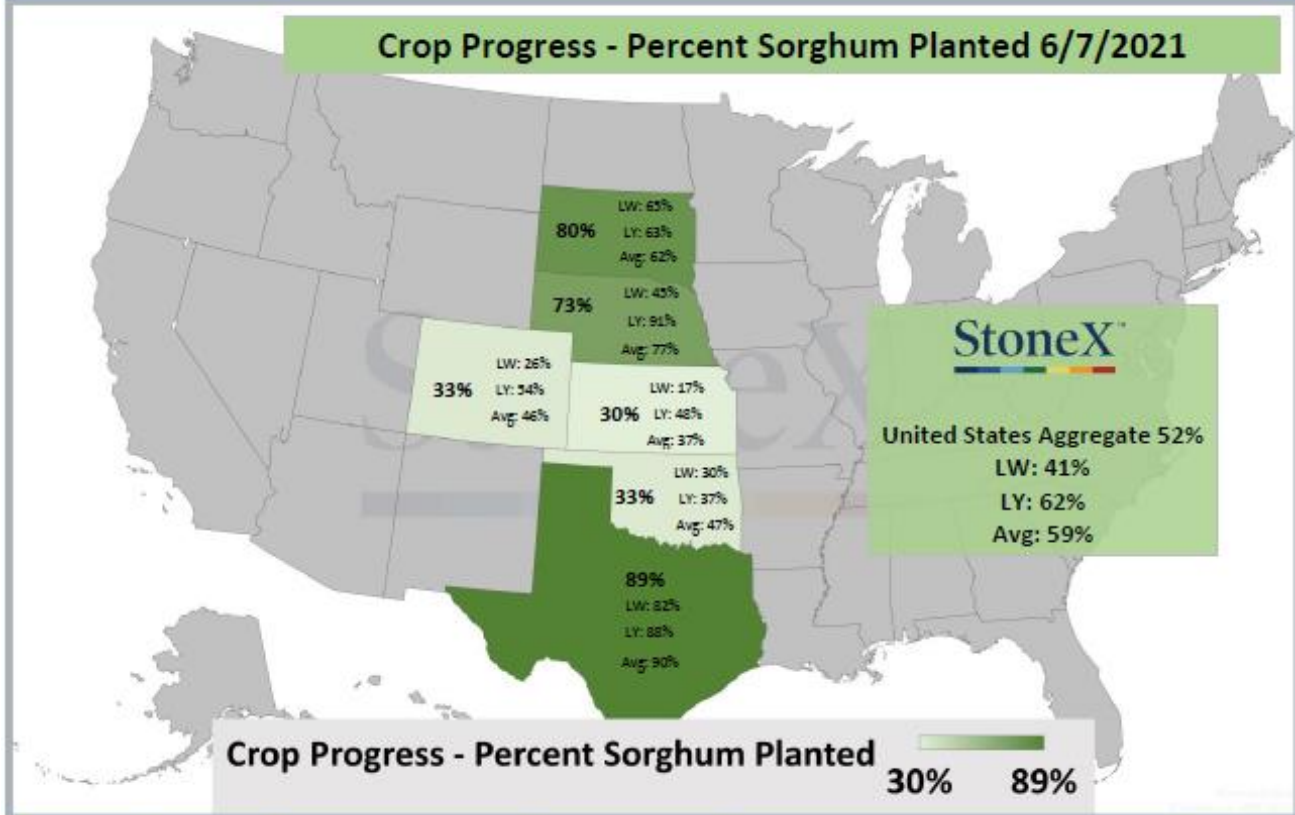 Crop Progress - Percent Sorghum Planted 6/7/2021
80%
LW: 65%
LY: 63%
Avg: 62%
73%
LW: 45%
LY: 91%
Avg: 77%
33%
LW: 26%
LY: 54%
Avg: 46%
30%
LW: 17%
LY: 48%
Avg: 37%
33%
LW: 30%
LY: 37%
Avg: 47%
89%
LW: 82%
LY: 88%
Avg: 90%
StoneX™
United States Aggregate 52%
LW: 41%
LY: 62%
Avg: 59%
StoneX
Crop Progress - Percent Sorghum Planted
30% 89%